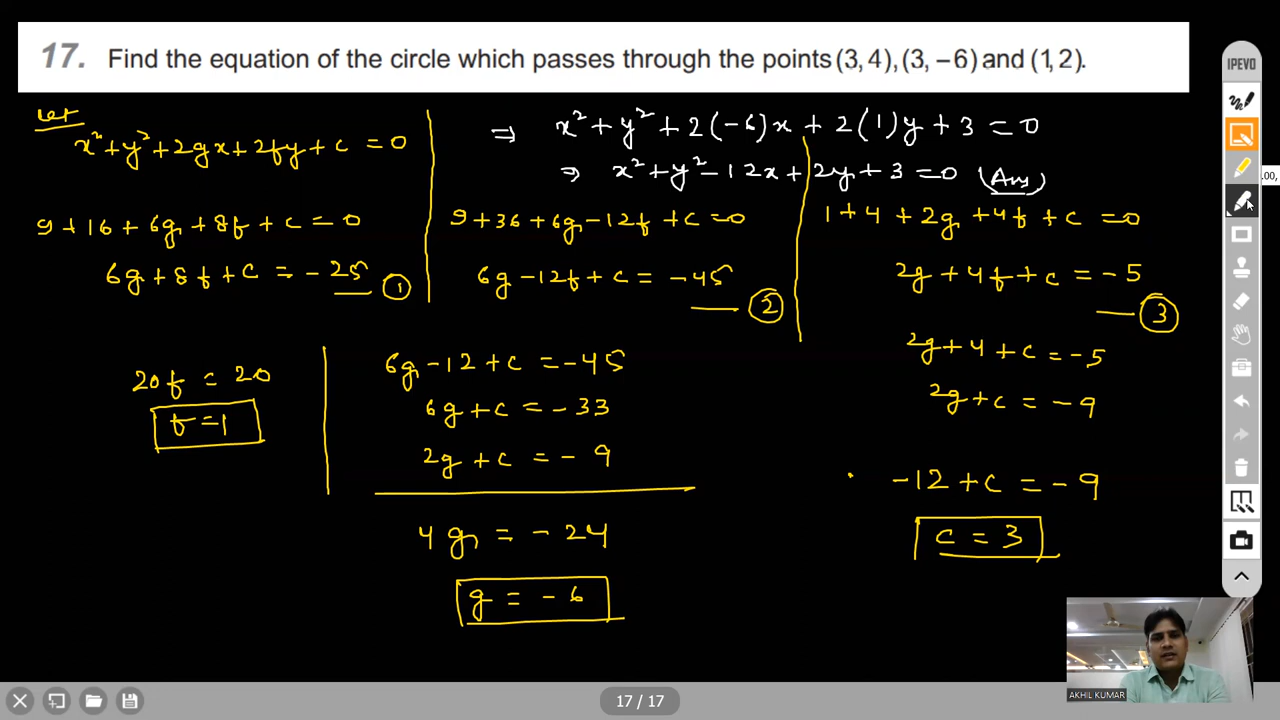 17. Find the equation of the circle which passes through the points (3, 4), (3, −6) and (1, 2).
Let
x² + y² + 2gx + 2fy + c = 0
⇒ x² + y² + 2(-6)x + 2(1)y + 3 = 0
⇒ x² + y² - 12x + 2y + 3 = 0 (Ans)
9 + 16 + 6g + 8f + c = 0
6g + 8f + c = - 25 — ①
9 + 36 + 6g - 12f + c = 0
6g - 12f + c = -45 — ②
1 + 4 + 2g + 4f + c = 0
2g + 4f + c = - 5 — ③
20f = 20
f = 1
6g - 12 + c = -45
6g + c = - 33
2g + c = - 9
4g = - 24
g = - 6
2g + 4 + c = -5
2g + c = - 9
-12 + c = - 9
c = 3
IPEVO
.00,
AKHIL KUMAR
17 / 17